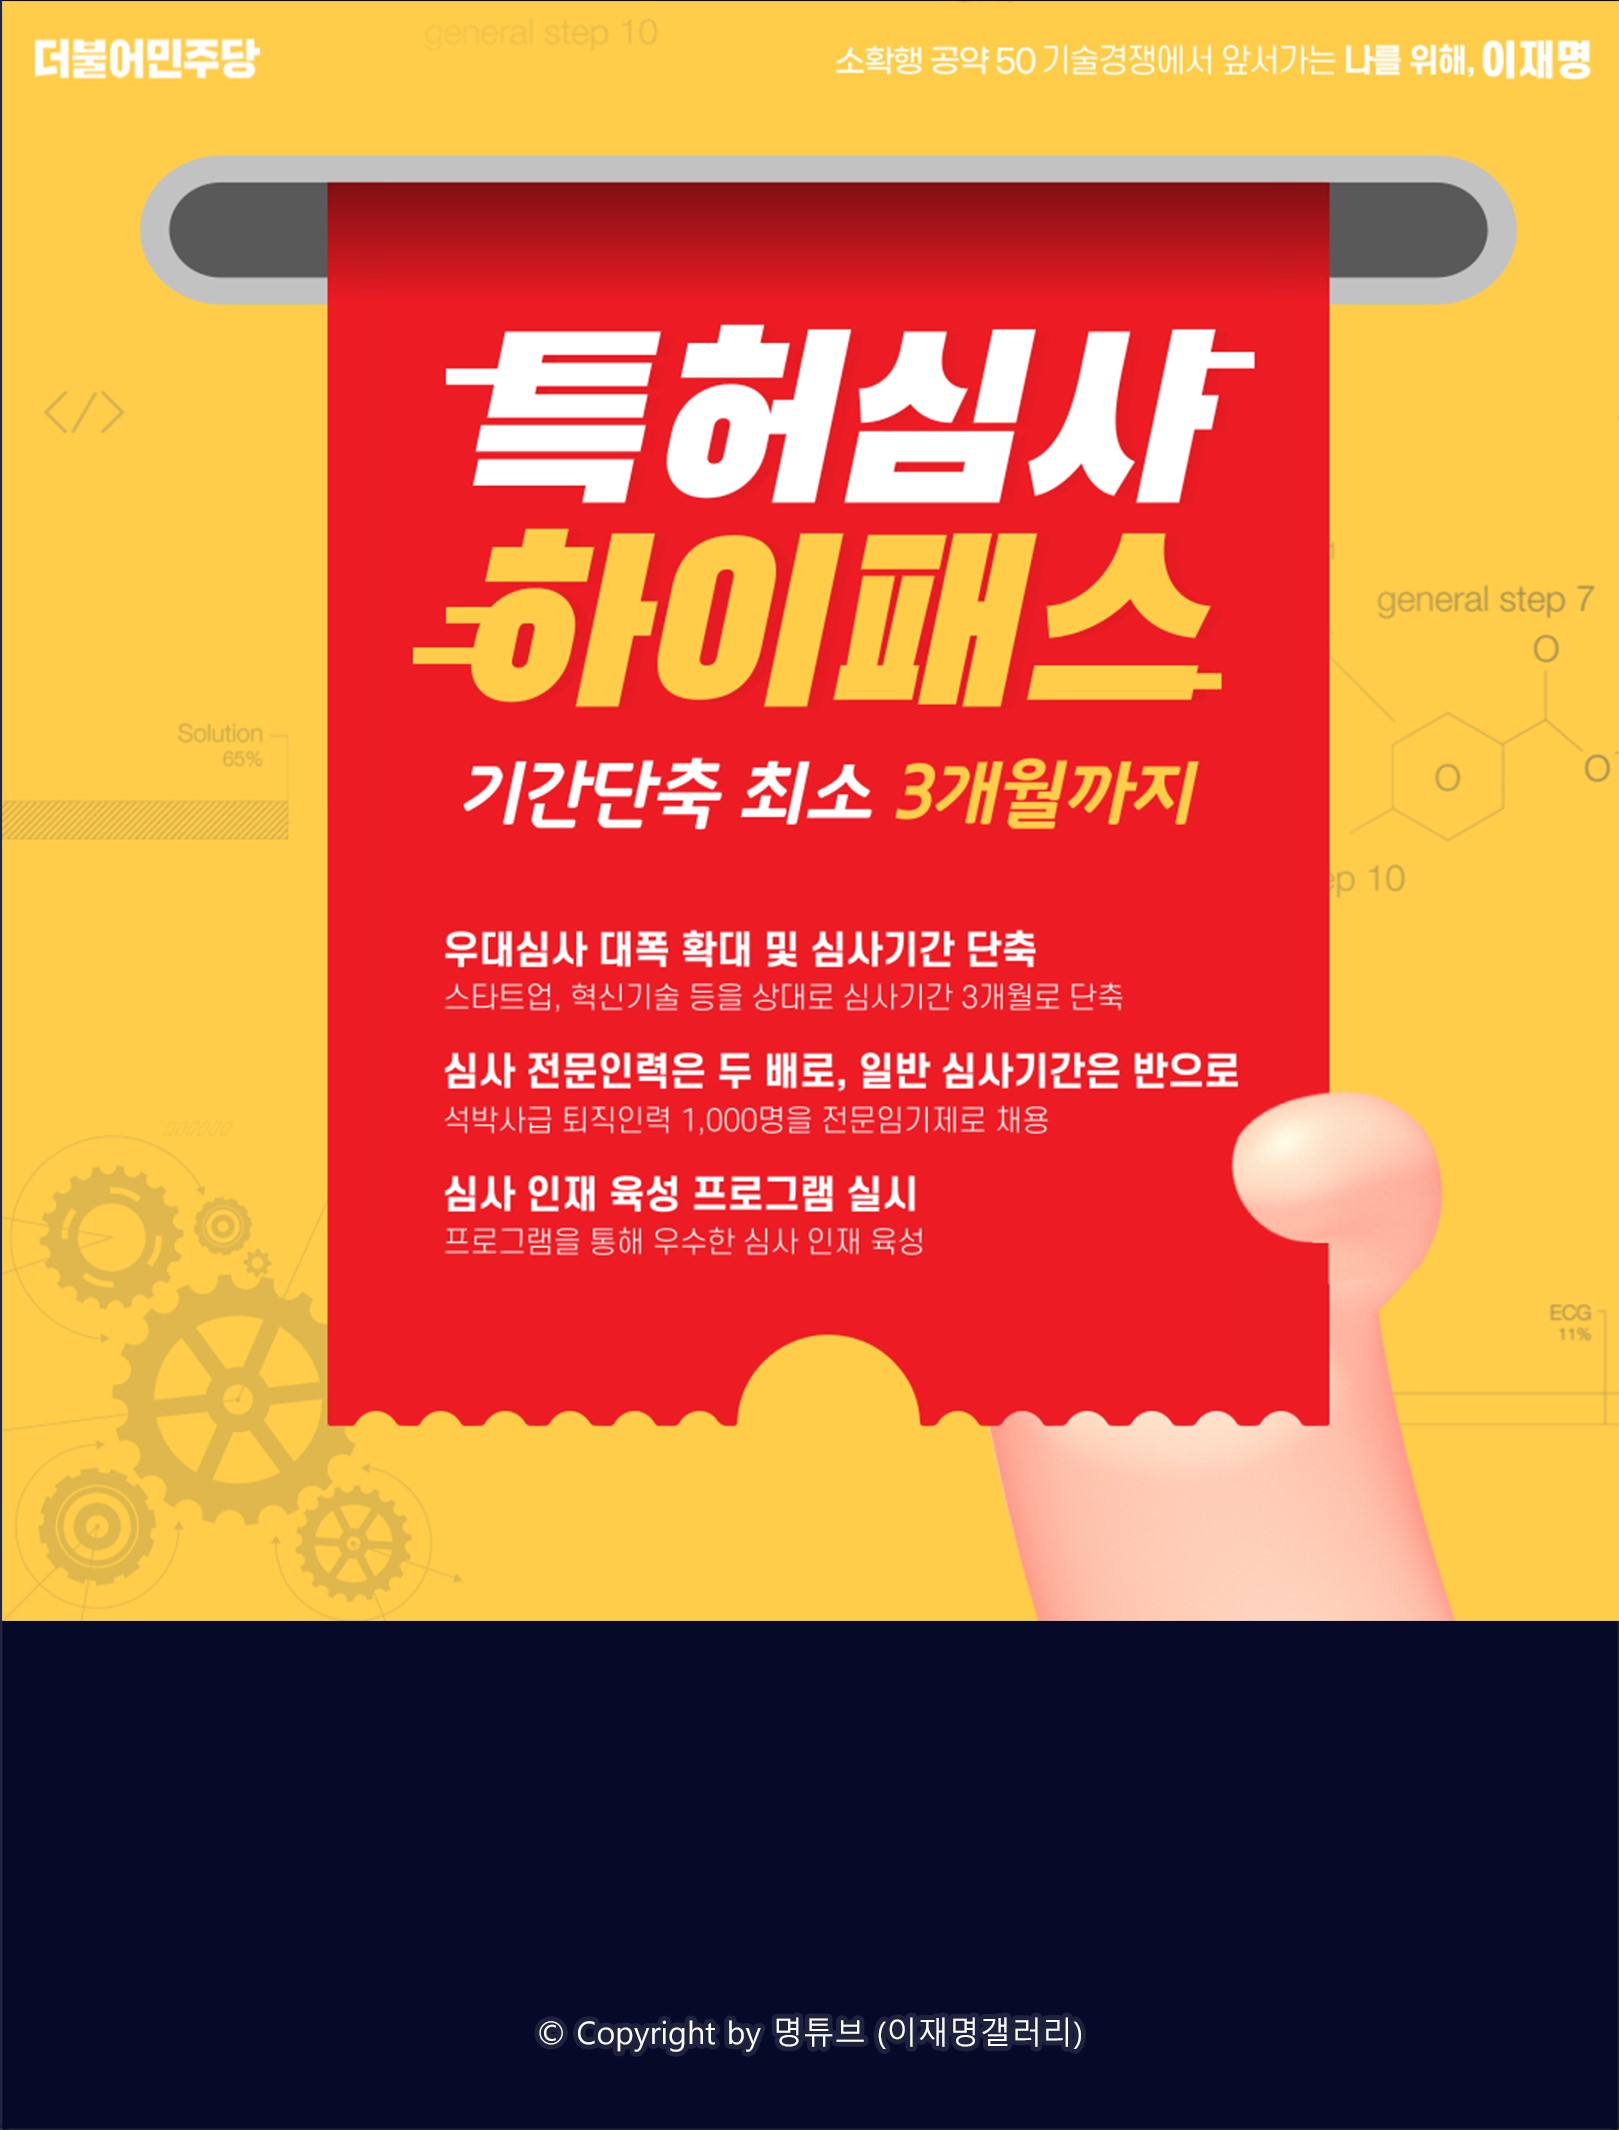 general step 10
더불어민주당
소확행 공약 50 기술경쟁에서 앞서가는 나를 위해, 이재명
특허심사
하이패스
기간단축 최소 3개월까지
</>
general step 7
O
O
O
Solution
65%
ep 10
우대심사 대폭 확대 및 심사기간 단축
스타트업, 혁신기술 등을 상대로 심사기간 3개월로 단축
심사 전문인력은 두 배로, 일반 심사기간은 반으로
석박사급 퇴직인력 1,000명을 전문임기제로 채용
심사 인재 육성 프로그램 실시
프로그램을 통해 우수한 심사 인재 육성
ECG
11%
© Copyright by 명튜브 (이재명갤러리)